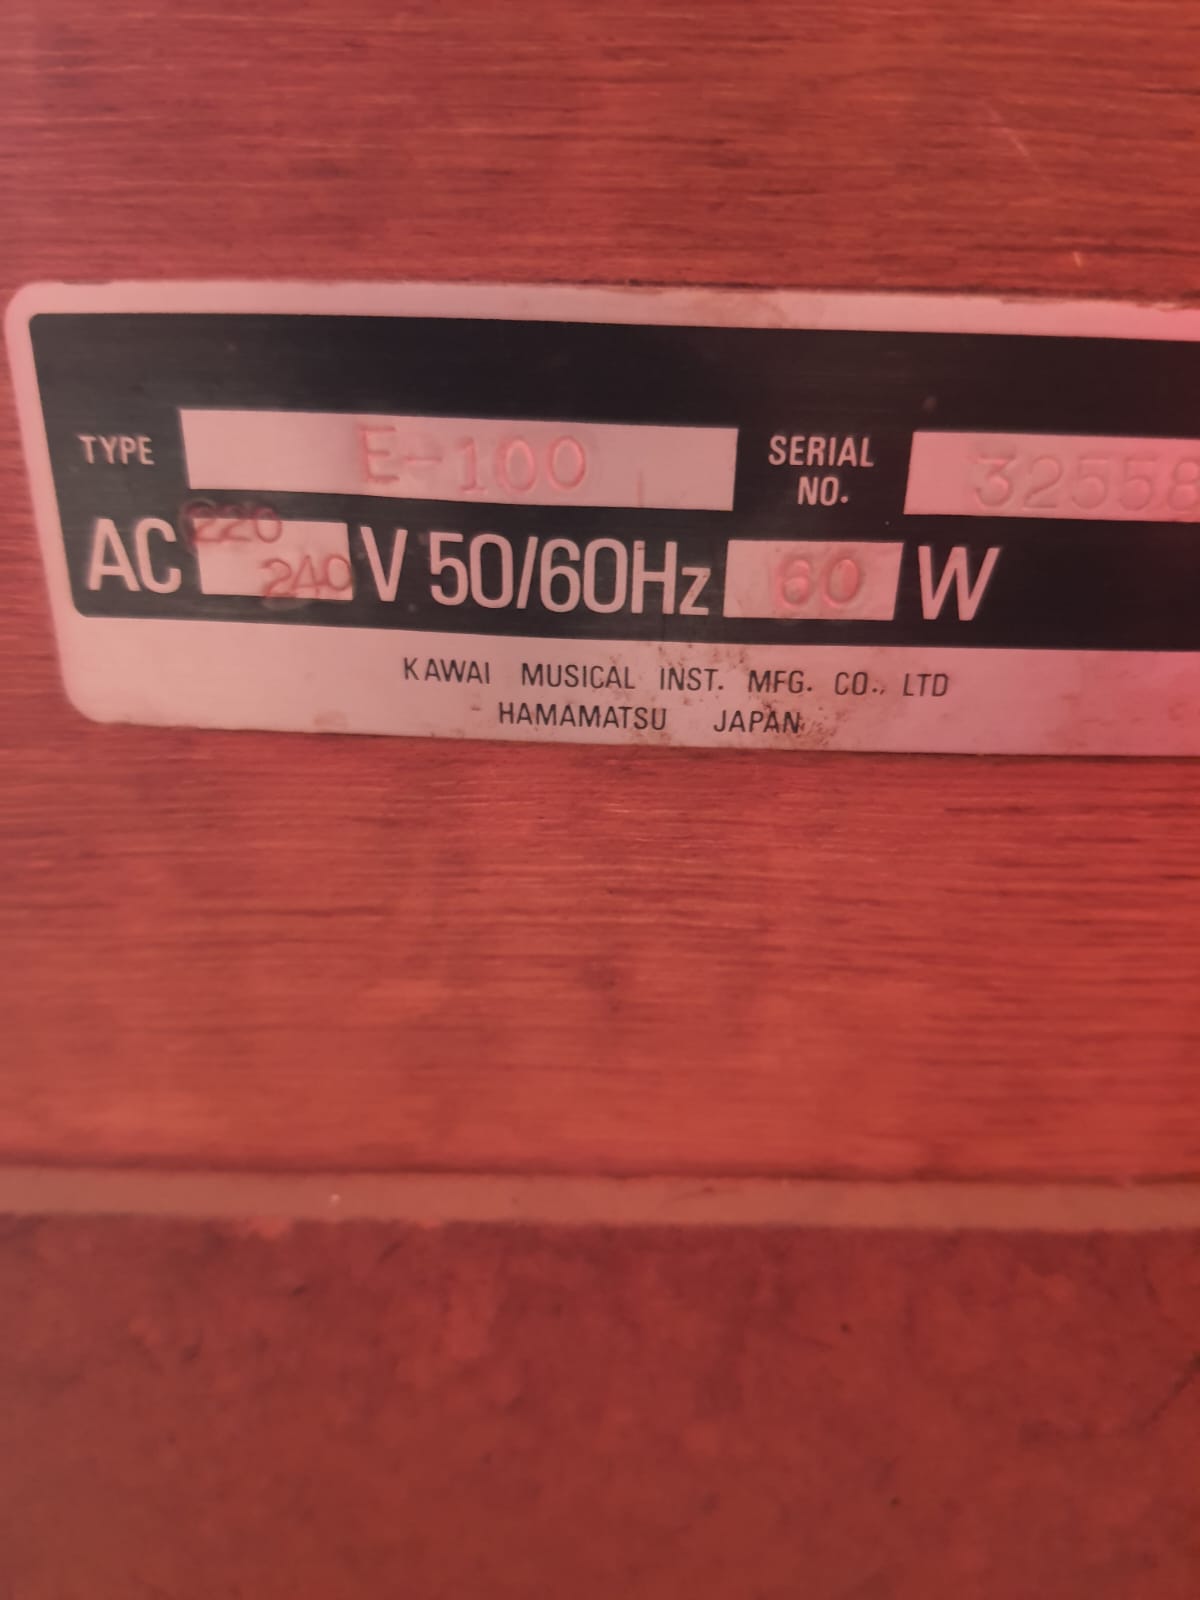 TYPE E-100 SERIAL NO. 32558
AC 220 240 V 50/60Hz 60 W
KAWAI MUSICAL INST. MFG. CO., LTD
HAMAMATSU JAPAN